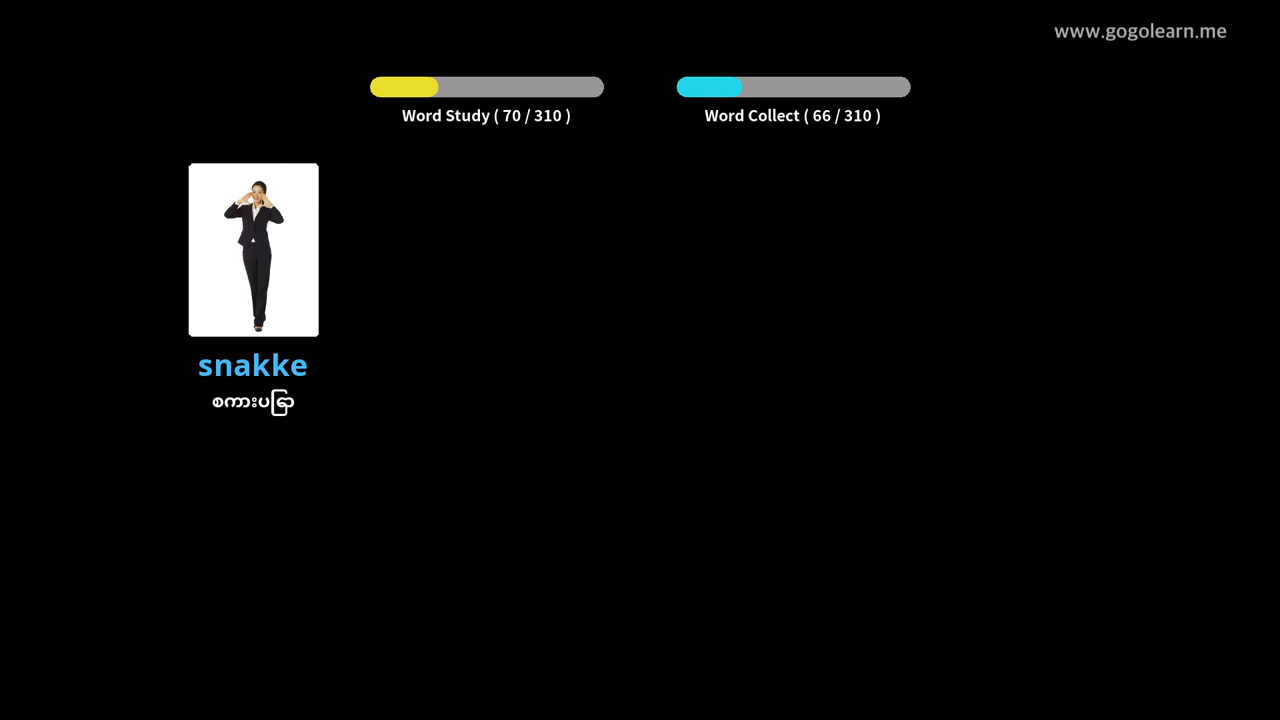 www.gogolearn.me
Word Study ( 70 / 310 )
Word Collect ( 66 / 310 )
snakke
စကားပြော